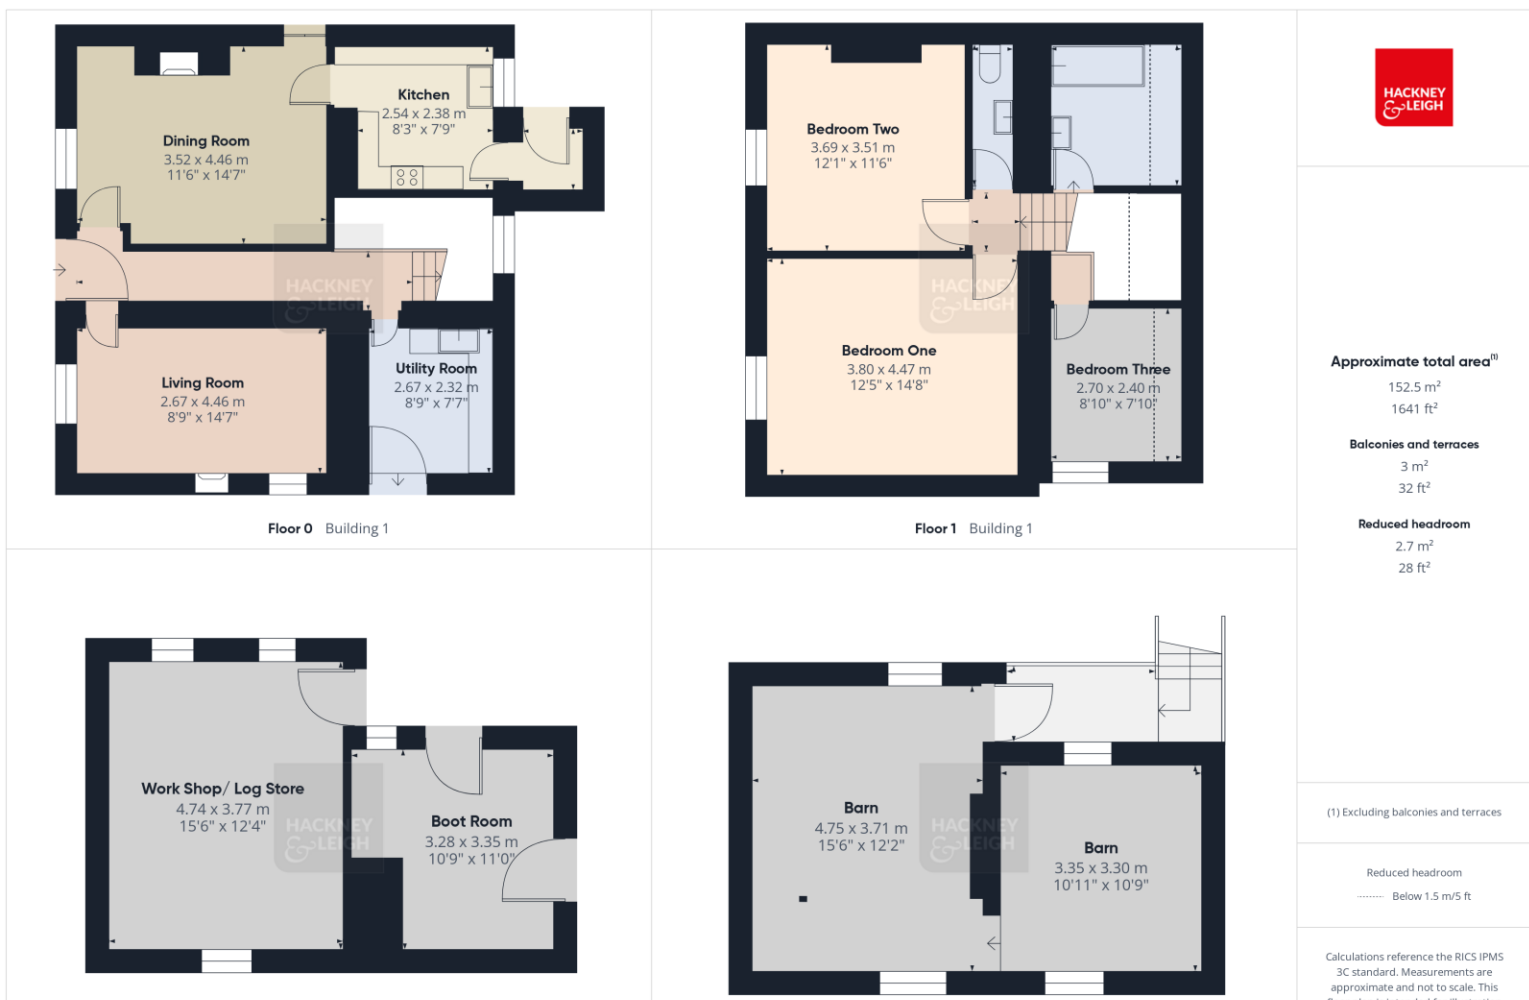 Dining Room
3.52 x 4.46 m
11'6" x 14'7"
Kitchen
2.54 x 2.38 m
8'3" x 7'9"
HACKNEY
& LEIGH
Living Room
2.67 x 4.46 m
8'9" x 14'7"
Utility Room
2.67 x 2.32 m
8'9" x 7'7"
Floor 0 Building 1
Bedroom Two
3.69 x 3.51 m
12'1" x 11'6"
HACKNEY
& LEIGH
Bedroom One
3.80 x 4.47 m
12'5" x 14'8"
Bedroom Three
2.70 x 2.40 m
8'10" x 7'10"
Floor 1 Building 1
Work Shop/ Log Store
4.74 x 3.77 m
15'6" x 12'4"
HACKNEY
& LEIGH
Boot Room
3.28 x 3.35 m
10'9" x 11'0"
Barn
4.75 x 3.71 m
15'6" x 12'2"
HACKNEY
& LEIGH
Barn
3.35 x 3.30 m
10'11" x 10'9"
HACKNEY
& LEIGH
Approximate total area(1)
152.5 m²
1641 ft²
Balconies and terraces
3 m²
32 ft²
Reduced headroom
2.7 m²
28 ft²
(1) Excluding balconies and terraces
Reduced headroom
Below 1.5 m/5 ft
Calculations reference the RICS IPMS
3C standard. Measurements are
approximate and not to scale. This